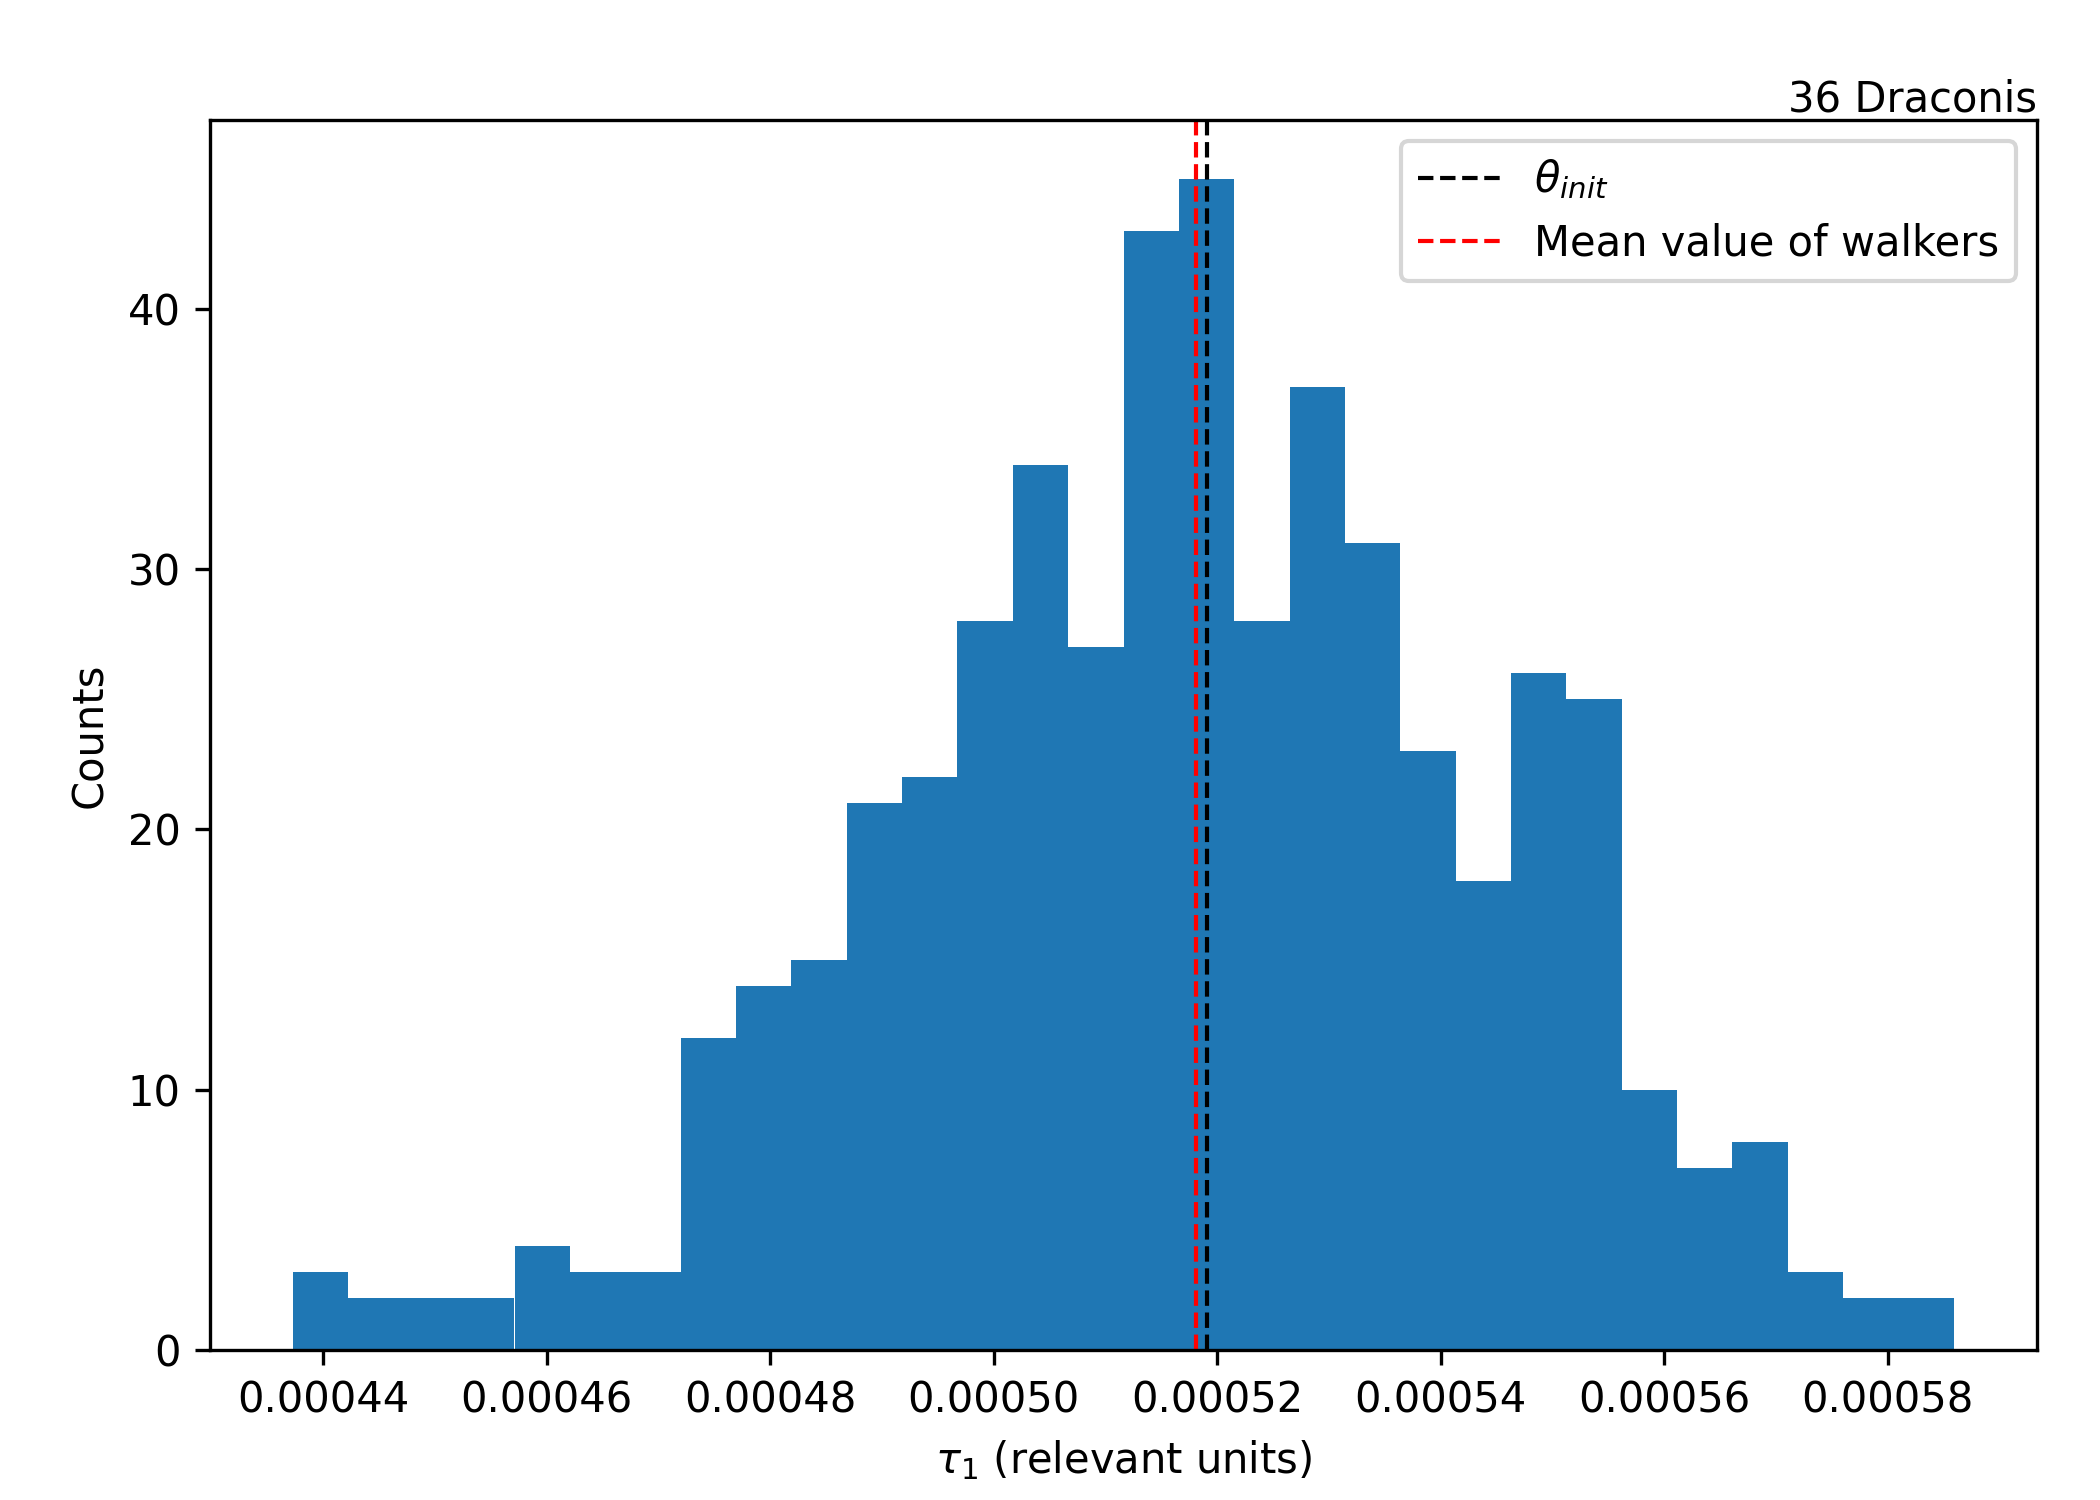 36 Draconis
θinit
Mean value of walkers
40
30
20
10
0
Counts
0.00044 0.00046 0.00048 0.00050 0.00052 0.00054 0.00056 0.00058
τ1 (relevant units)